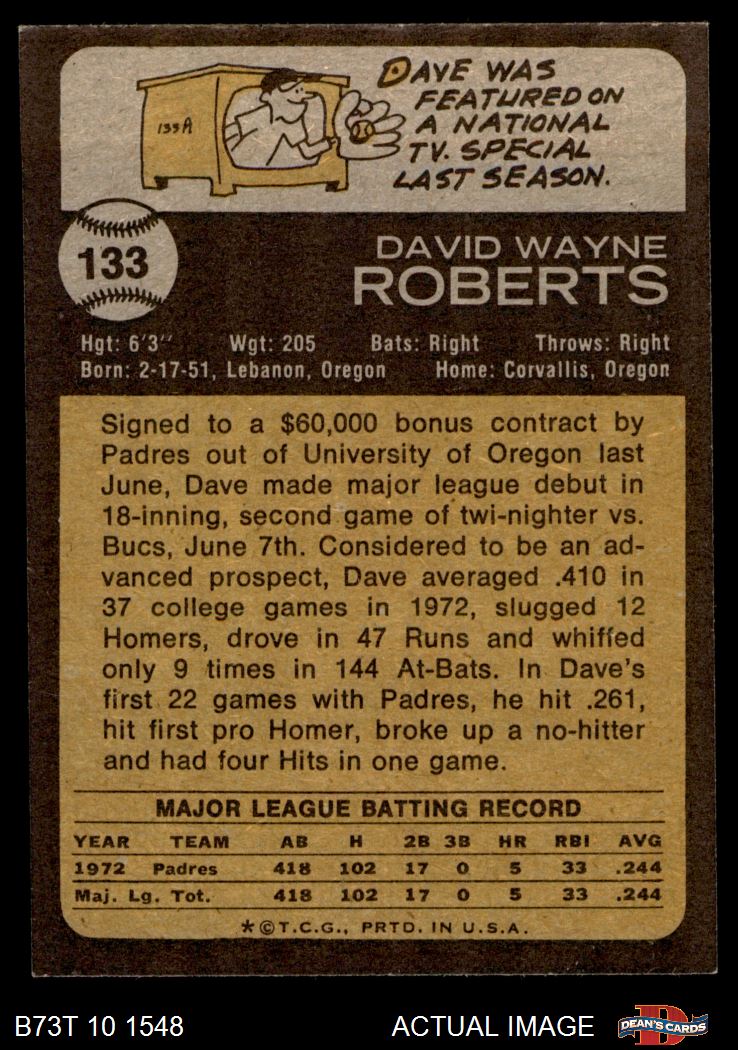 DAVE WAS
FEATURED ON
A NATIONAL
TV. SPECIAL
LAST SEASON.
133A
133
DAVID WAYNE
ROBERTS
Hgt: 6'3" Wgt: 205 Bats: Right Throws: Right
Born: 2-17-51, Lebanon, Oregon Home: Corvallis, Oregon
Signed to a $60,000 bonus contract by
Padres out of University of Oregon last
June, Dave made major league debut in
18-inning, second game of twi-nighter vs.
Bucs, June 7th. Considered to be an ad-
vanced prospect, Dave averaged .410 in
37 college games in 1972, slugged 12
Homers, drove in 47 Runs and whiffed
only 9 times in 144 At-Bats. In Dave's
first 22 games with Padres, he hit .261,
hit first pro Homer, broke up a no-hitter
and had four Hits in one game.
MAJOR LEAGUE BATTING RECORD
YEAR TEAM AB H 2B 3B HR RBI AVG
1972 Padres 418 102 17 0 5 33 .244
Maj. Lg. Tot. 418 102 17 0 5 33 .244
*©T.C.G., PRTD. IN U.S.A.
B73T 10 1548 ACTUAL IMAGE D DEAN'S CARDS